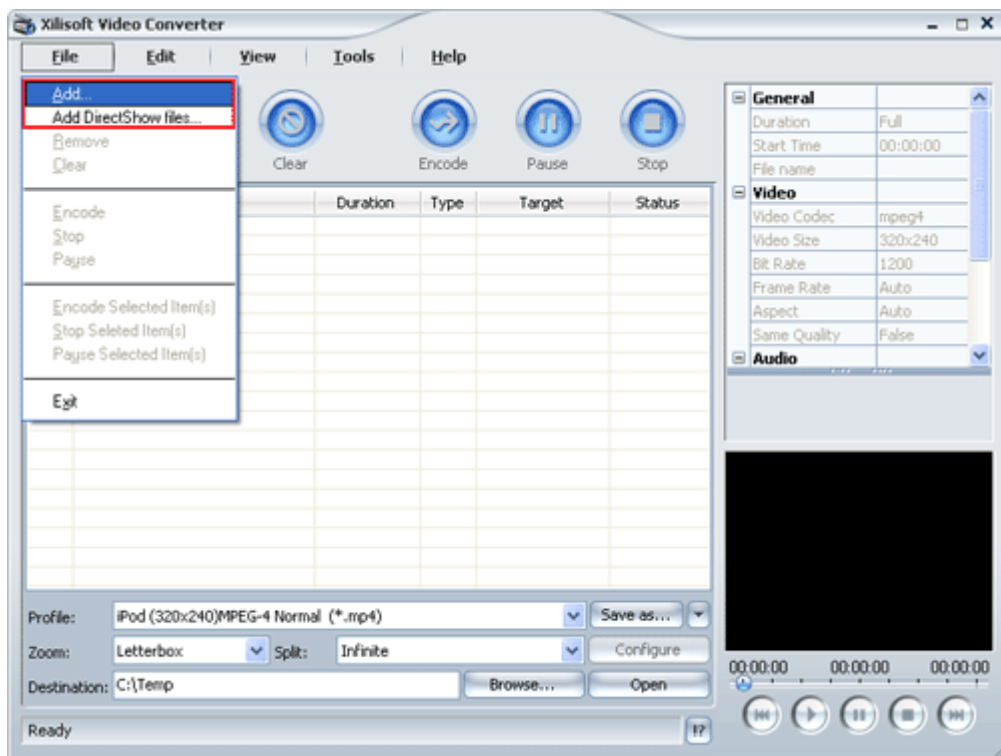 Xilisoft Video Converter
File Edit View Tools Help
Add...
Add DirectShow files...
Remove
Clear
Encode
Stop
Pause
Encode Selected Item(s)
Stop Seleted Item(s)
Pause Selected Item(s)
Exit
Clear Encode Pause Stop
Duration Type Target Status
General
Duration Full
Start Time 00:00:00
File name
Video
Video Codec mpeg4
Video Size 320x240
Bit Rate 1200
Frame Rate Auto
Aspect Auto
Same Quality False
Audio
Profile: iPod (320x240)MPEG-4 Normal (*.mp4) Save as...
Zoom: Letterbox Split: Infinite Configure
Destination: C:\Temp Browse... Open
00:00:00 00:00:00 00:00:00
Ready !?